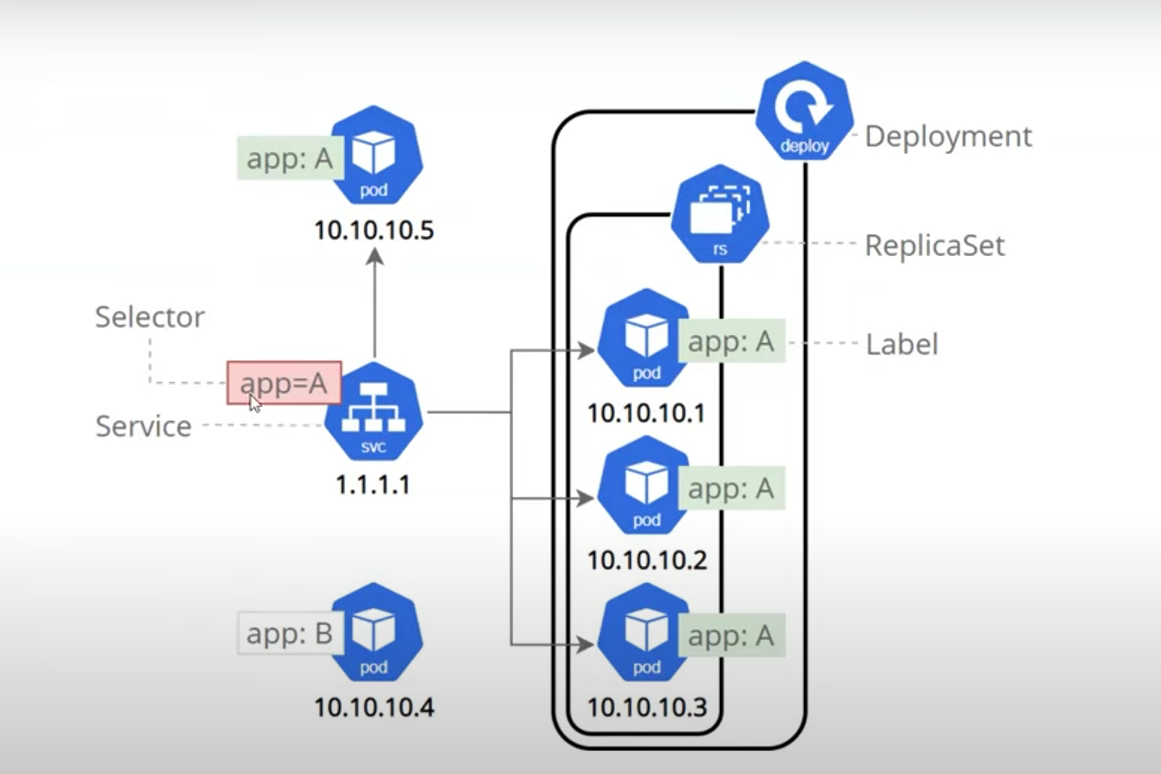 deploy
Deployment
app: A
pod
10.10.10.5
rs
ReplicaSet
Selector
app=A
Service
svc
1.1.1.1
app: A
Label
pod
10.10.10.1
app: A
pod
10.10.10.2
app: B
pod
10.10.10.4
app: A
pod
10.10.10.3